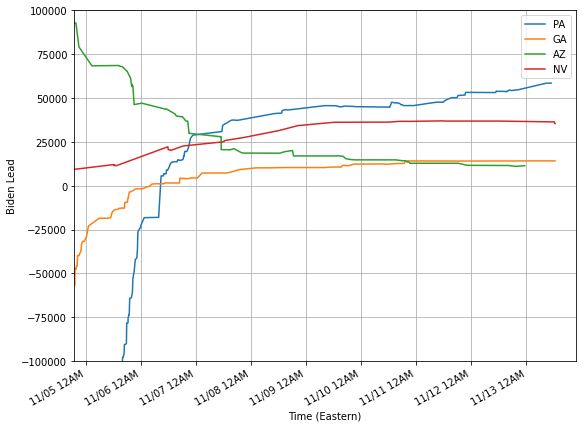 100000
75000
50000
25000
0
−25000
−50000
−75000
−100000
Biden Lead
PA
GA
AZ
NV
11/05 12AM
11/06 12AM
11/07 12AM
11/08 12AM
11/09 12AM
11/10 12AM
11/11 12AM
11/12 12AM
11/13 12AM
Time (Eastern)